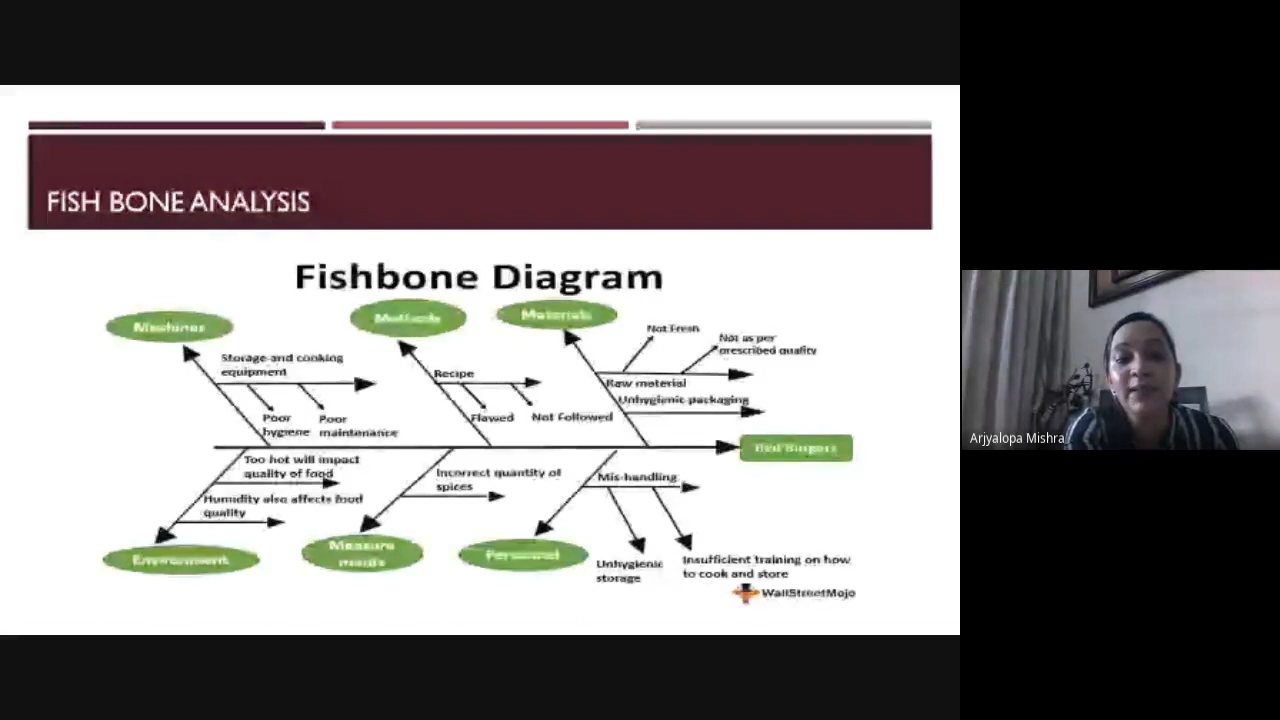 FISH BONE ANALYSIS
Fishbone Diagram
Machines
Methods
Materials
Storage and cooking
equipment
Poor
hygiene
Poor
maintenance
Recipe
Flawed
Not Followed
Not Fresh
Not as per
prescribed quality
Raw material
Unhygienic packaging
Bad Burgers
Too hot will impact
quality of food
Humidity also affects food
quality
Environment
Incorrect quantity of
spices
Measure
ments
Mis-handling
Personnel
Unhygienic
storage
Insufficient training on how
to cook and store
WallStreetMojo
Arjyalopa Mishra